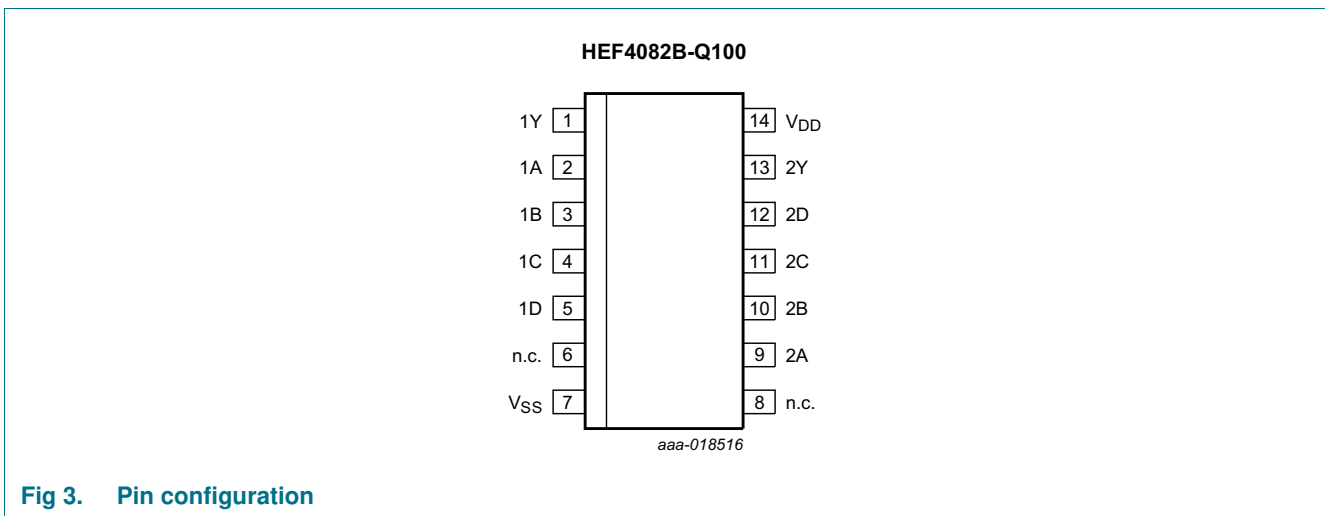 HEF4082B-Q100
1Y 1 14 VDD
1A 2 13 2Y
1B 3 12 2D
1C 4 11 2C
1D 5 10 2B
n.c. 6 9 2A
VSS 7 8 n.c.
aaa-018516
Fig 3. Pin configuration